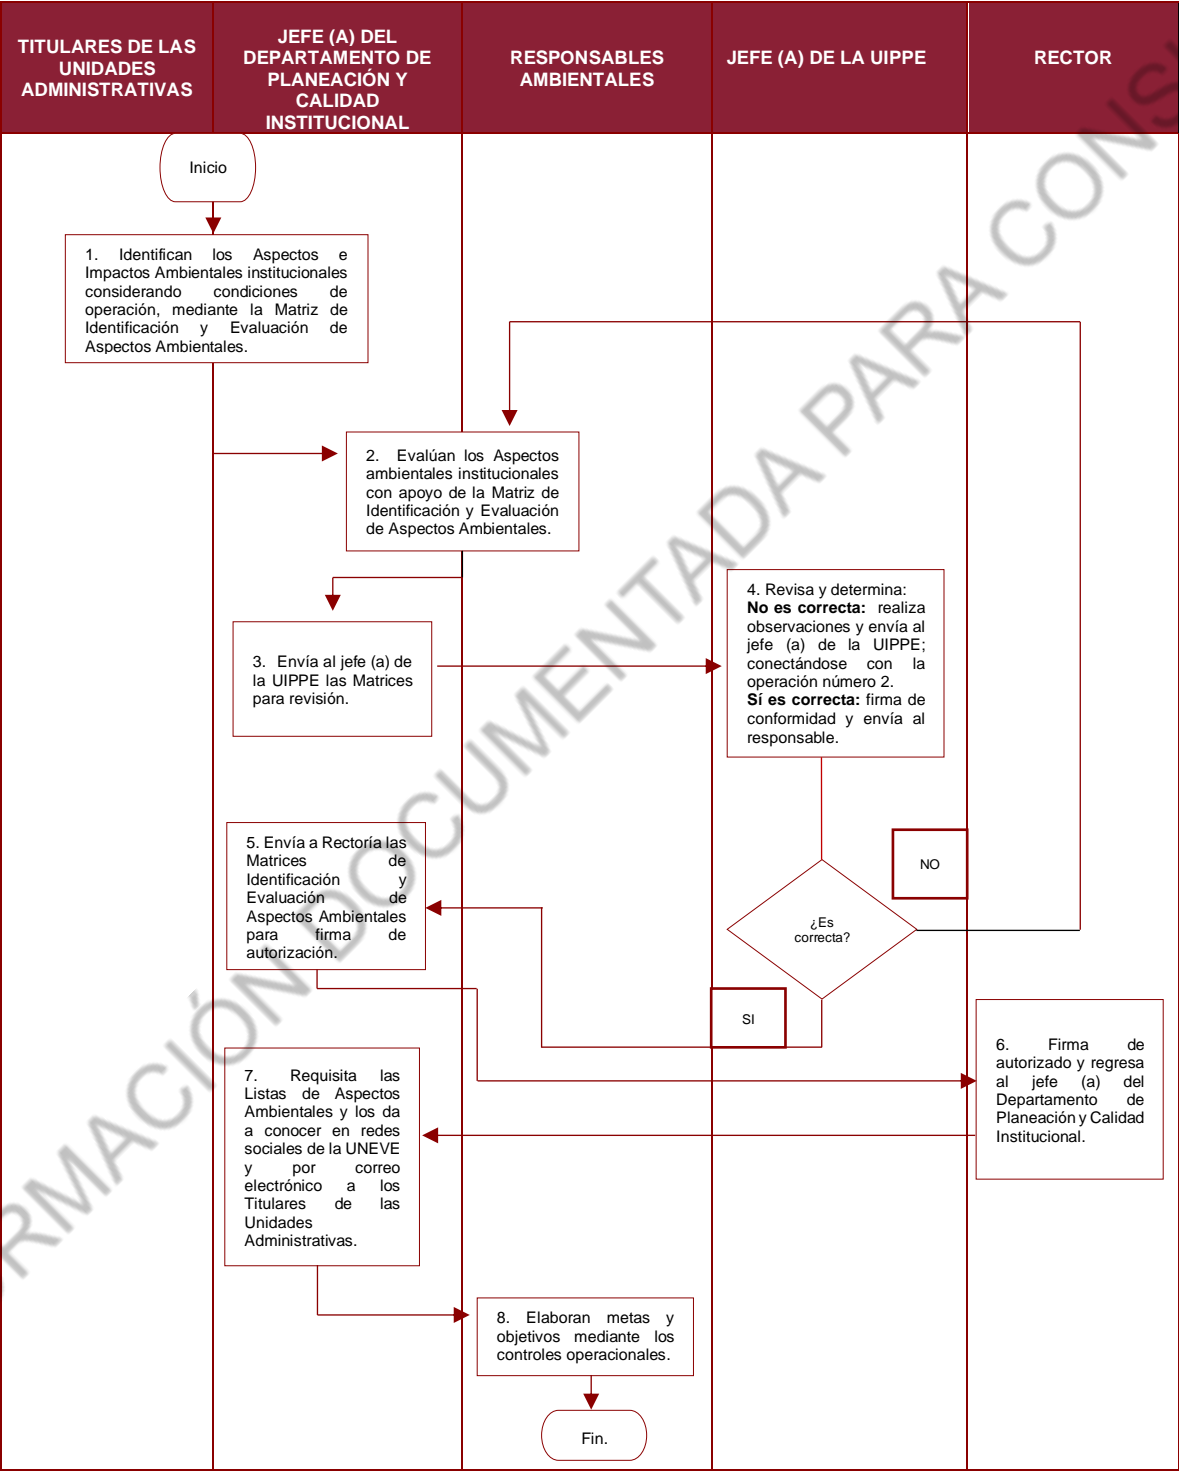 TITULARES DE LAS
UNIDADES
ADMINISTRATIVAS
JEFE (A) DEL
DEPARTAMENTO DE
PLANEACIÓN Y
CALIDAD
INSTITUCIONAL
RESPONSABLES
AMBIENTALES
JEFE (A) DE LA UIPPE
RECTOR
Inicio
1. Identifican los Aspectos e
Impactos Ambientales institucionales
considerando condiciones de
operación, mediante la Matriz de
Identificación y Evaluación de
Aspectos Ambientales.
2. Evalúan los Aspectos
ambientales institucionales
con apoyo de la Matriz de
Identificación y Evaluación
de Aspectos Ambientales.
3. Envía al jefe (a) de
la UIPPE las Matrices
para revisión.
4. Revisa y determina:
No es correcta: realiza
observaciones y envía al
jefe (a) de la UIPPE;
conectándose con la
operación número 2.
Sí es correcta: firma de
conformidad y envía al
responsable.
5. Envía a Rectoría las
Matrices de
Identificación y
Evaluación de
Aspectos Ambientales
para firma de
autorización.
NO
¿Es
correcta?
SI
6. Firma de
autorizado y regresa
al jefe (a) del
Departamento de
Planeación y Calidad
Institucional.
7. Requisita las
Listas de Aspectos
Ambientales y los da
a conocer en redes
sociales de la UNEVE
y por correo
electrónico a los
Titulares de las
Unidades
Administrativas.
8. Elaboran metas y
objetivos mediante los
controles operacionales.
Fin.
RMACIÓN DOCUMENTADA PARA CONS